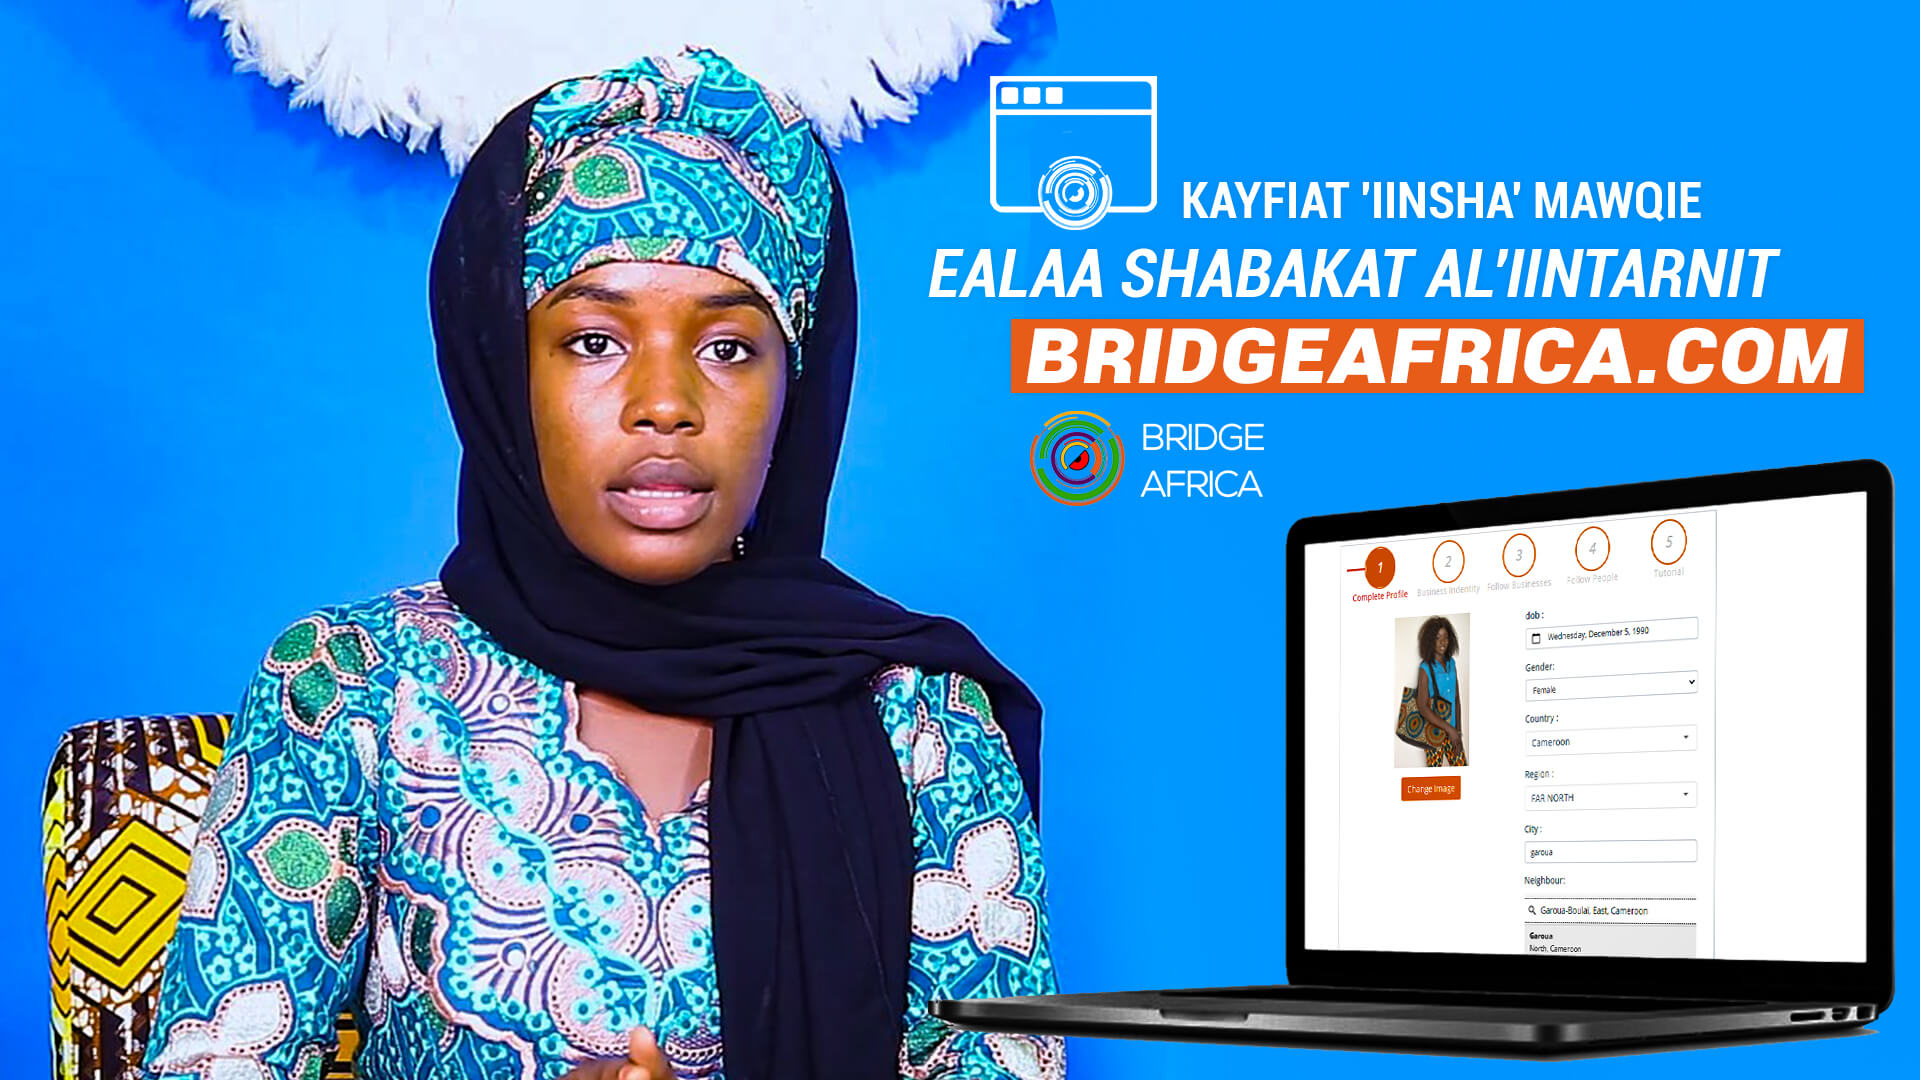 KAYFIAT 'IINSHA' MAWQIE
EALAA SHABAKAT AL'IINTARNIT
BRIDGEAFRICA.COM
BRIDGE
AFRICA
1 2 3 4 5
Complete Profile Business Indentity Follow Businesses Follow People Tutorial
dob :
Wednesday, December 5, 1990
Gender:
Female
Country :
Cameroon
Change Image
Region :
FAR NORTH
City :
garoua
Neighbour:
Garoua-Boulaï, East, Cameroon
Garoua
North, Cameroon